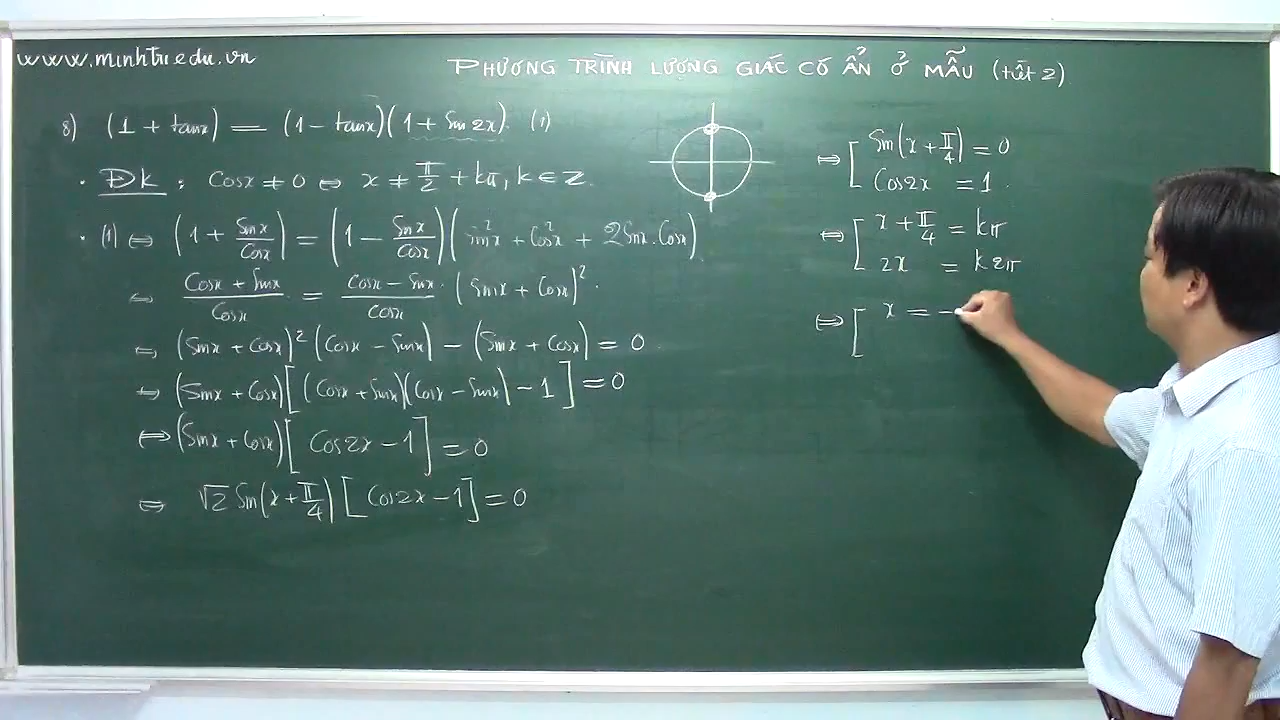 www.minhtu.edu.vn
PHƯƠNG TRÌNH LƯỢNG GIÁC CÓ ẨN Ở MẪU (tiết 2)
8) (1 + tanx) = (1 - tanx)(1 + Sin2x). (1)
. ĐK : Cosx ≠ 0 ⇔ x ≠ π/2 + kπ, k ∈ Z.
. (1) ⇔ (1 + Sinx/Cosx) = (1 - Sinx/Cosx)(sin²x + Cos²x + 2Sinx.Cosx)
⇔ (Cosx + Sinx)/Cosx = (Cosx - Sinx)/Cosx . (Sinx + Cosx)².
⇔ (Sinx + Cosx)² (Cosx - Sinx) - (Sinx + Cosx) = 0
⇔ (Sinx + Cosx)[(Cosx + Sinx)(Cosx - Sinx) - 1] = 0
⇔ (Sinx + Cosx)[Cos2x - 1] = 0
⇔ √2 Sin(x + π/4)[Cos2x - 1] = 0
⇔ [ Sin(x + π/4) = 0
Cos2x = 1
⇔ [ x + π/4 = kπ
2x = k2π
⇔ [ x = -